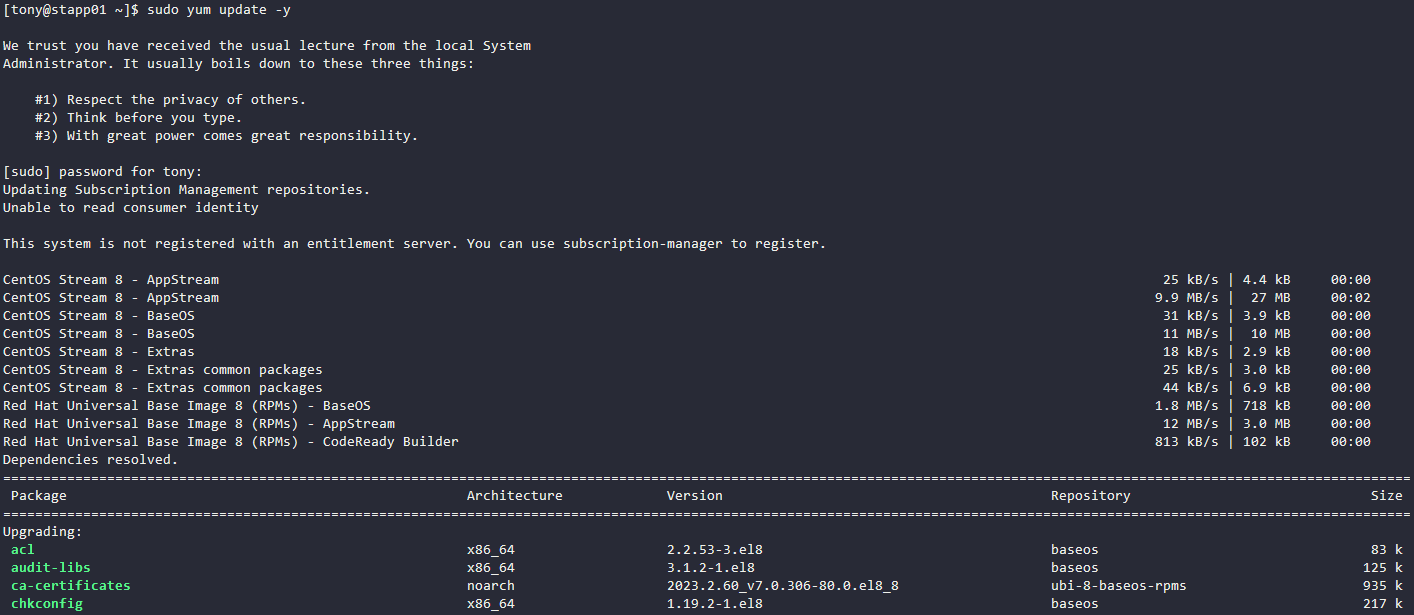 [tony@stapp01 ~]$ sudo yum update -y
We trust you have received the usual lecture from the local System
Administrator. It usually boils down to these three things:
#1) Respect the privacy of others.
#2) Think before you type.
#3) With great power comes great responsibility.
[sudo] password for tony:
Updating Subscription Management repositories.
Unable to read consumer identity
This system is not registered with an entitlement server. You can use subscription-manager to register.
CentOS Stream 8 - AppStream 25 kB/s | 4.4 kB 00:00
CentOS Stream 8 - AppStream 9.9 MB/s | 27 MB 00:02
CentOS Stream 8 - BaseOS 31 kB/s | 3.9 kB 00:00
CentOS Stream 8 - BaseOS 11 MB/s | 10 MB 00:00
CentOS Stream 8 - Extras 18 kB/s | 2.9 kB 00:00
CentOS Stream 8 - Extras common packages 25 kB/s | 3.0 kB 00:00
CentOS Stream 8 - Extras common packages 44 kB/s | 6.9 kB 00:00
Red Hat Universal Base Image 8 (RPMs) - BaseOS 1.8 MB/s | 718 kB 00:00
Red Hat Universal Base Image 8 (RPMs) - AppStream 12 MB/s | 3.0 MB 00:00
Red Hat Universal Base Image 8 (RPMs) - CodeReady Builder 813 kB/s | 102 kB 00:00
Dependencies resolved.
Package Architecture Version Repository Size
Upgrading:
acl x86_64 2.2.53-3.el8 baseos 83 k
audit-libs x86_64 3.1.2-1.el8 baseos 125 k
ca-certificates noarch 2023.2.60_v7.0.306-80.0.el8_8 ubi-8-baseos-rpms 935 k
chkconfig x86_64 1.19.2-1.el8 baseos 217 k